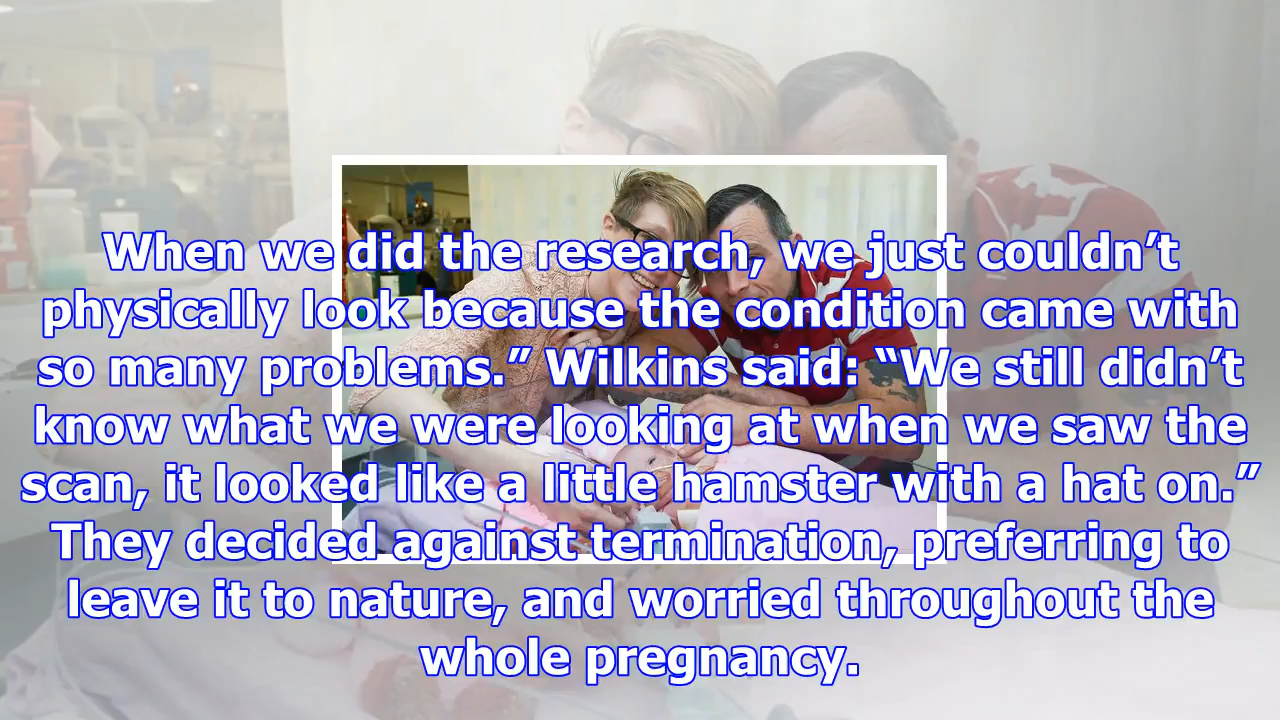 When we did the research, we just couldn’t
physically look because the condition came with
so many problems.” Wilkins said: “We still didn’t
know what we were looking at when we saw the
scan, it looked like a little hamster with a hat on.”
They decided against termination, preferring to
leave it to nature, and worried throughout the
whole pregnancy.